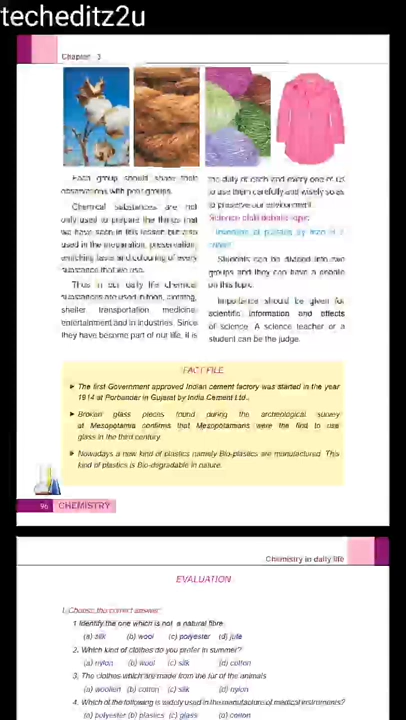 techeditz2u
Chapter - 3
Each group should share their
observations with peer groups.
Chemical substances are not
only used to prepare the things that
we have seen in this lesson but also
used in the preparation, preservation,
enriching taste and colouring of every
substance that we use.
Thus in our daily life chemical
substances are used in food, clothing,
shelter transportation medicine,
entertainment and in industries. Since
they have become part of our life, it is
the duty of each and every one of us
to use them carefully and wisely so as
to preserve our environment.
Science club debate topic
Invention of plastics by man is a
Students can be divided into two
groups and they can have a debate
on this topic.
Importance should be given for
scientific information and effects
of science. A science teacher or a
student can be the judge.
FACT FILE
➤ The first Government approved Indian cement factory was started in the year
1914 at Porbander in Gujarat by India Cement Ltd.,
➤ Broken glass pieces found during the archeological survey
at Mesopotamia confirms that Mesopotamians were the first to use
glass in the third century.
➤ Nowadays a new kind of plastics namely Bio-plastics are manufactured. This
kind of plastics is Bio-degradable in nature.
96 CHEMISTRY
Chemistry in daily life
EVALUATION
I. Choose the correct answer
1. Identify the one which is not a natural fibre.
(a) silk (b) wool (c) polyester (d) jute
2. Which kind of clothes do you prefer in summer?
(a) nylon (b) wool (c) silk (d) cotton
3. The clothes which are made from the fur of the animals
(a) woollen (b) cotton (c) silk (d) nylon
4. Which of the following is widely used in the manufacture of medical instruments?
(a) polyester (b) plastics (c) glass (d) cotton